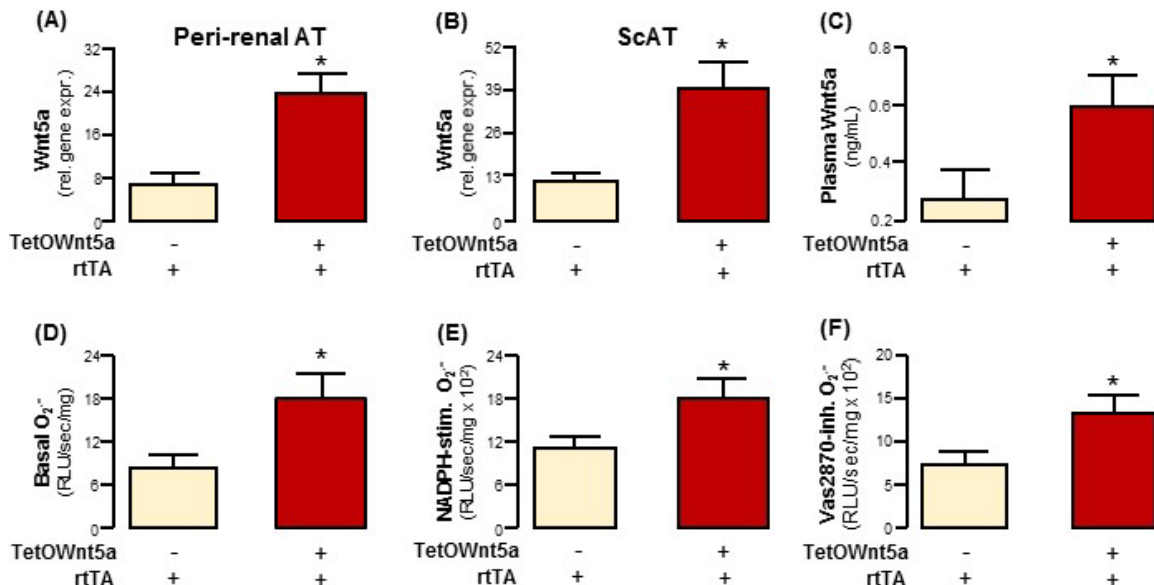 (A)
Peri-renal AT
Wnt5a
(rel. gene expr.)
32
24
16
8
0
*
TetOWnt5a - +
rtTA + +
(B)
ScAT
Wnt5a
(rel. gene expr.)
52
39
26
13
0
*
TetOWnt5a - +
rtTA + +
(C)
Plasma Wnt5a
(ng/mL)
0.8
0.6
0.4
0.2
*
TetOWnt5a - +
rtTA + +
(D)
Basal O₂·⁻
(RLU/sec/mg)
24
18
12
6
0
*
TetOWnt5a - +
rtTA + +
(E)
NADPH-stim. O₂·⁻
(RLU/sec/mg x 10²)
24
18
12
6
0
*
TetOWnt5a - +
rtTA + +
(F)
Vas2870-inh. O₂·⁻
(RLU/sec/mg x 10²)
20
15
10
5
0
*
TetOWnt5a - +
rtTA + +